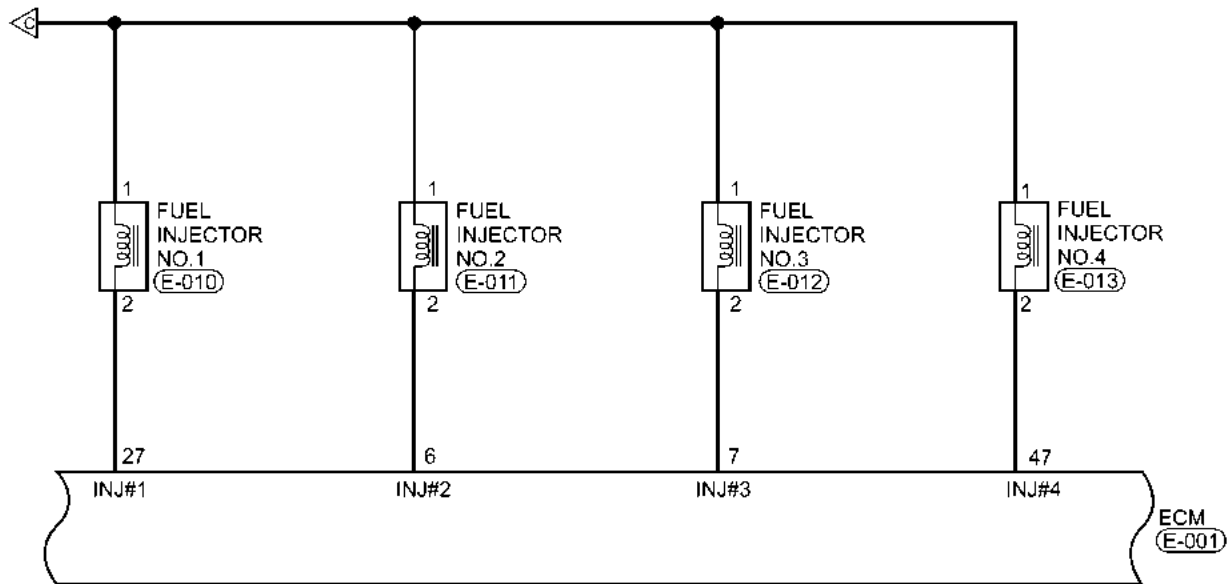 C
1
FUEL
INJECTOR
NO.1
E-010
2
1
FUEL
INJECTOR
NO.2
E-011
2
1
FUEL
INJECTOR
NO.3
E-012
2
1
FUEL
INJECTOR
NO.4
E-013
2
27
6
7
47
INJ#1
INJ#2
INJ#3
INJ#4
ECM
E-001